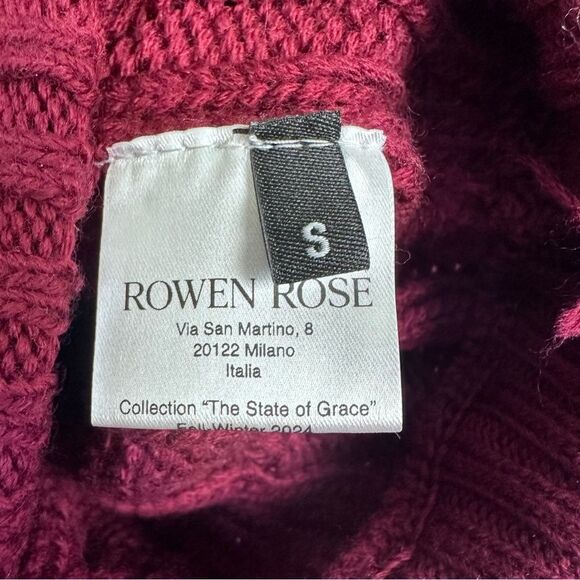 S
ROWEN ROSE
Via San Martino, 8
20122 Milano
Italia
Collection “The State of Grace”
Fall Winter 2024